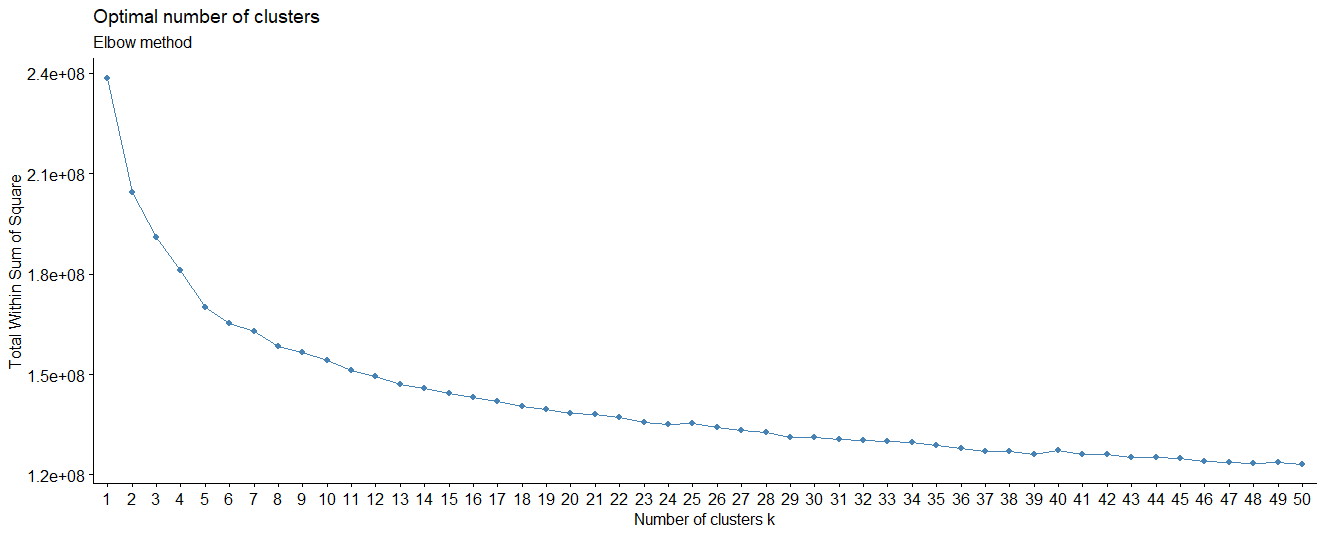 Optimal number of clusters
Elbow method
Total Within Sum of Square
2.4e+08
2.1e+08
1.8e+08
1.5e+08
1.2e+08
1 2 3 4 5 6 7 8 9 10 11 12 13 14 15 16 17 18 19 20 21 22 23 24 25 26 27 28 29 30 31 32 33 34 35 36 37 38 39 40 41 42 43 44 45 46 47 48 49 50
Number of clusters k